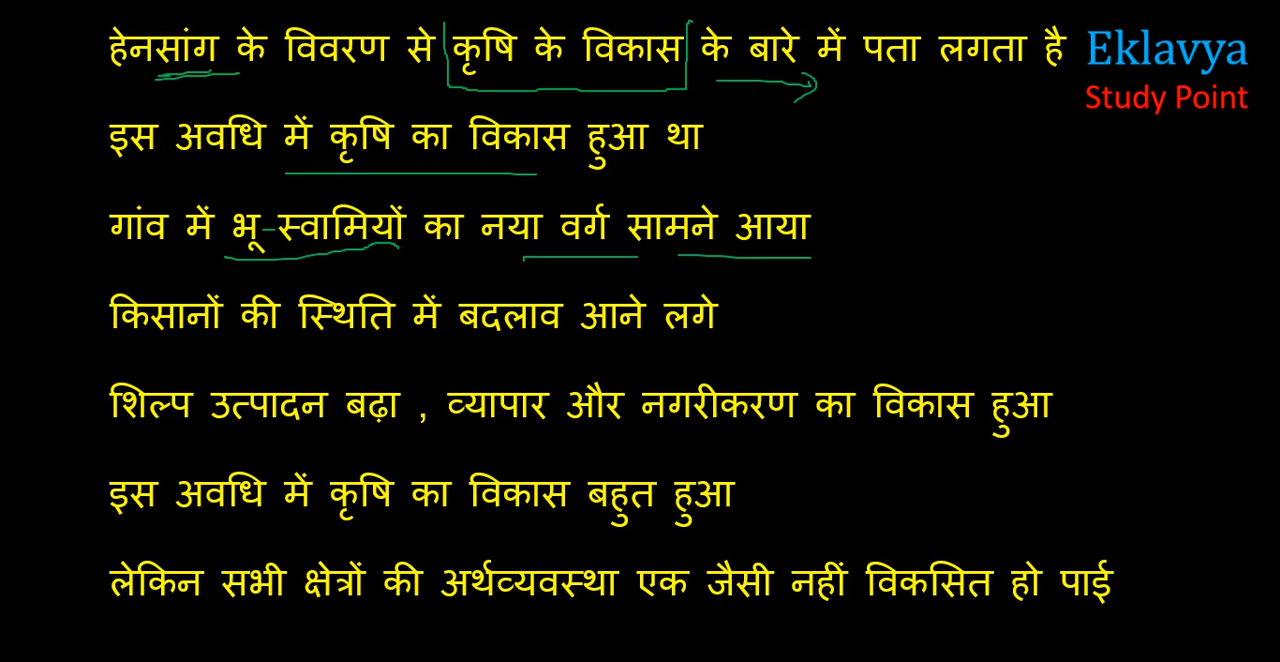 हेनसांग के विवरण से कृषि के विकास के बारे में पता लगता है
Eklavya
Study Point
इस अवधि में कृषि का विकास हुआ था
गांव में भू-स्वामियों का नया वर्ग सामने आया
किसानों की स्थिति में बदलाव आने लगे
शिल्प उत्पादन बढ़ा , व्यापार और नगरीकरण का विकास हुआ
इस अवधि में कृषि का विकास बहुत हुआ
लेकिन सभी क्षेत्रों की अर्थव्यवस्था एक जैसी नहीं विकसित हो पाई